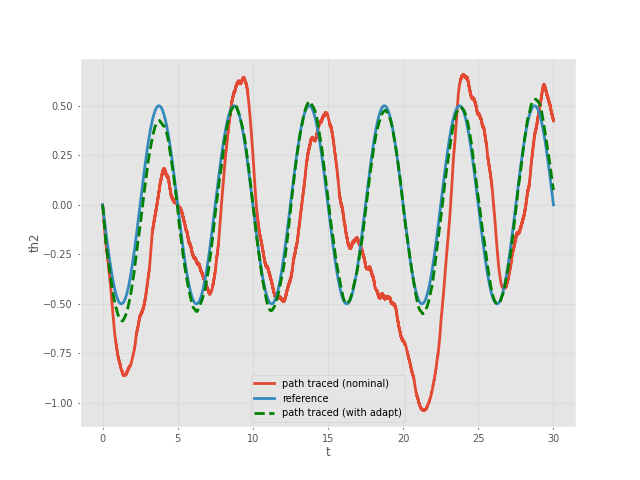 th2
0.50
0.25
0.00
−0.25
−0.50
−0.75
−1.00
path traced (nominal)
reference
path traced (with adapt)
0 5 10 15 20 25 30
t